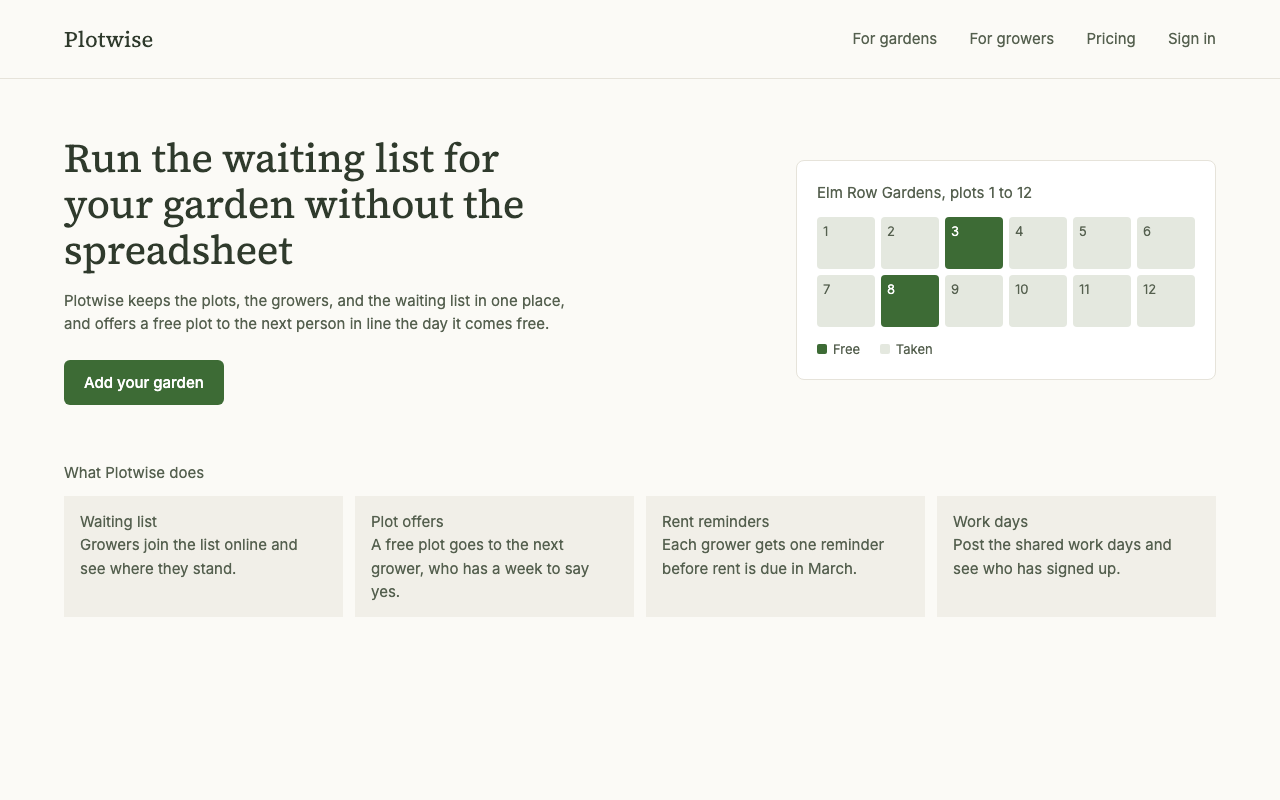 Plotwise
For gardens
For growers
Pricing
Sign in
Run the waiting list for
your garden without the
spreadsheet
Plotwise keeps the plots, the growers, and the waiting list in one place,
and offers a free plot to the next person in line the day it comes free.
Add your garden
Elm Row Gardens, plots 1 to 12
1 2 3 4 5 6
7 8 9 10 11 12
Free Taken
What Plotwise does
Waiting list
Growers join the list online and
see where they stand.
Plot offers
A free plot goes to the next
grower, who has a week to say
yes.
Rent reminders
Each grower gets one reminder
before rent is due in March.
Work days
Post the shared work days and
see who has signed up.